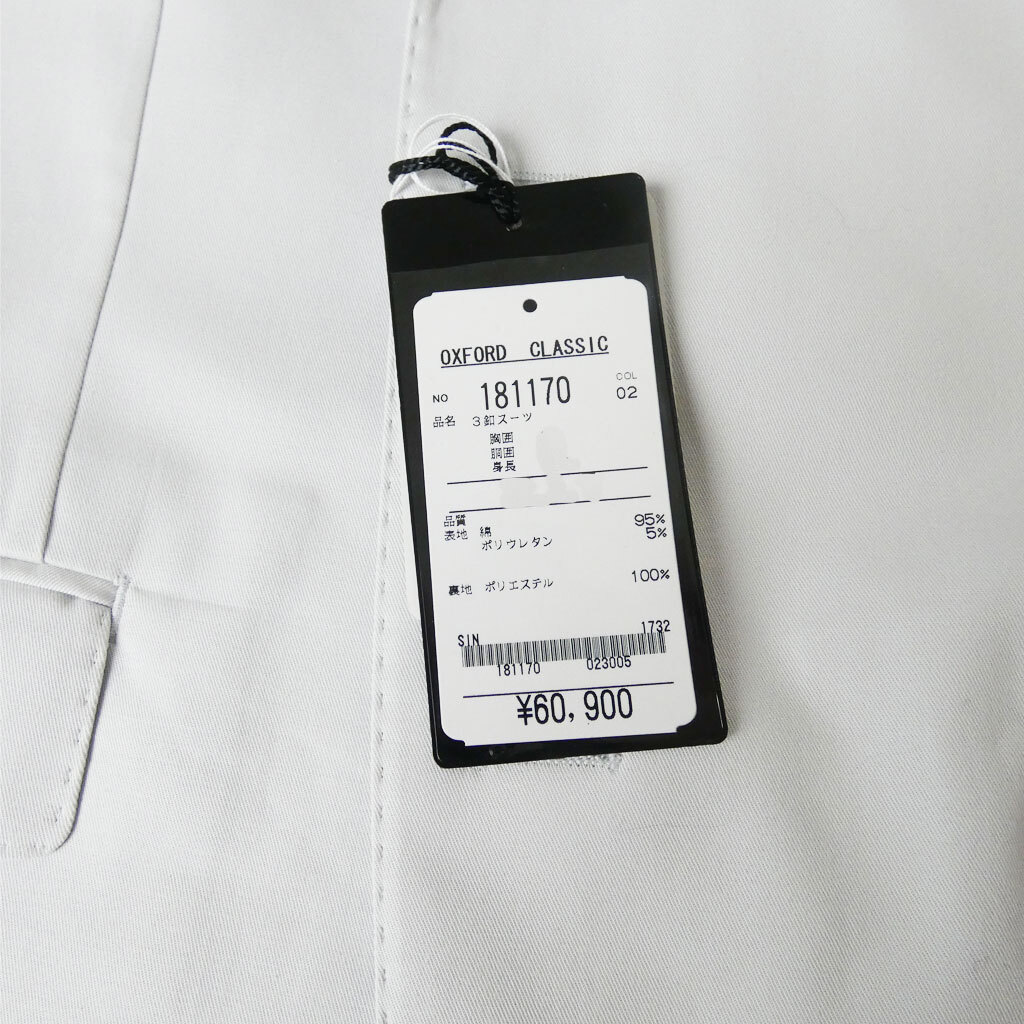 OXFORD CLASSIC
NO 181170 COL 02
品名 3釦スーツ
胸囲
胴囲
身長
品質
表地 綿 95%
ポリウレタン 5%
裏地 ポリエステル 100%
SIN 1732
181170 023005
¥60,900